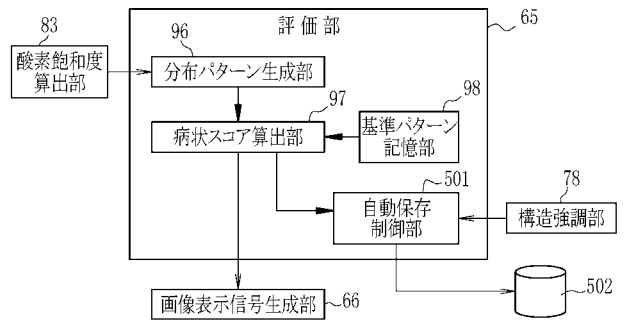 評価部
65
83
酸素飽和度
算出部
96
分布パターン生成部
97
病状スコア算出部
98
基準パターン
記憶部
501
自動保存
制御部
78
構造強調部
502
画像表示信号生成部
66